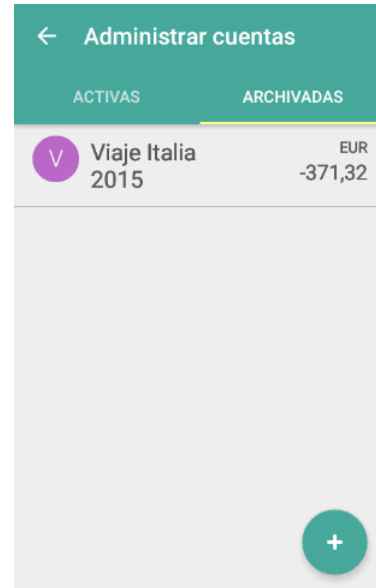 Administrar cuentas
ACTIVAS ARCHIVADAS
V Viaje Italia EUR
2015 -371,32
+